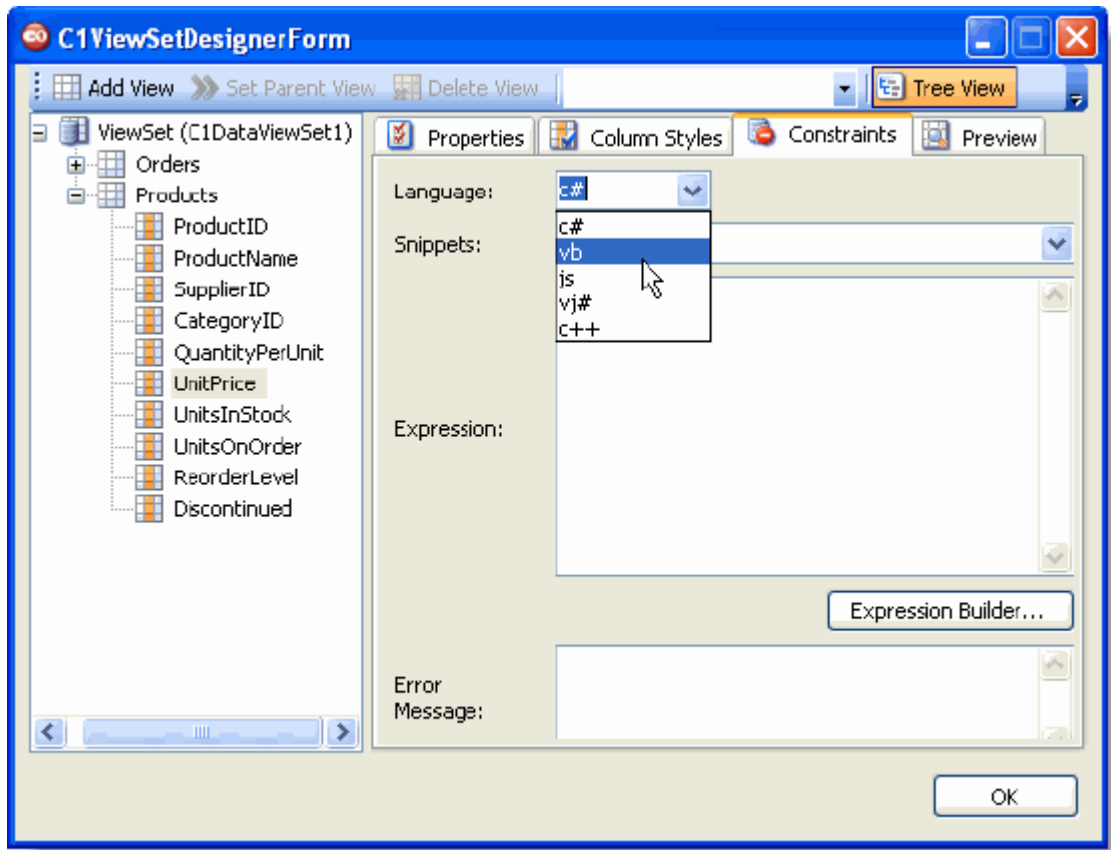 C1ViewSetDesignerForm
Add View Set Parent View Delete View Tree View
ViewSet (C1DataViewSet1)
Orders
Products
ProductID
ProductName
SupplierID
CategoryID
QuantityPerUnit
UnitPrice
UnitsInStock
UnitsOnOrder
ReorderLevel
Discontinued
Properties Column Styles Constraints Preview
Language: c#
c#
vb
js
vj#
c++
Snippets:
Expression:
Expression Builder...
Error
Message:
OK